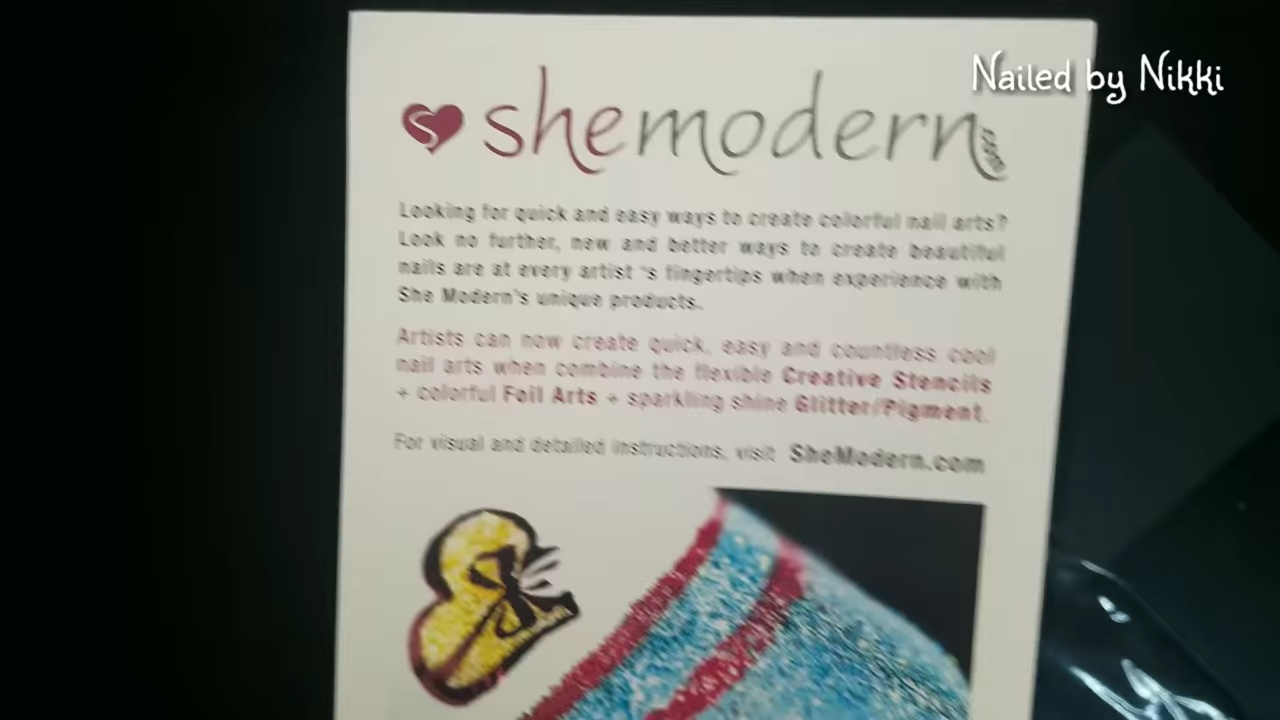 Nailed by Nikki
shemodern
Looking for quick and easy ways to create colorful nail arts?
Look no further, new and better ways to create beautiful
nails are at every artist 's fingertips when experience with
She Modern's unique products.
Artists can now create quick, easy and countless cool
nail arts when combine the flexible Creative Stencils
+ colorful Foil Arts + sparkling shine Glitter/Pigment.
For visual and detailed instructions, visit SheModern.com